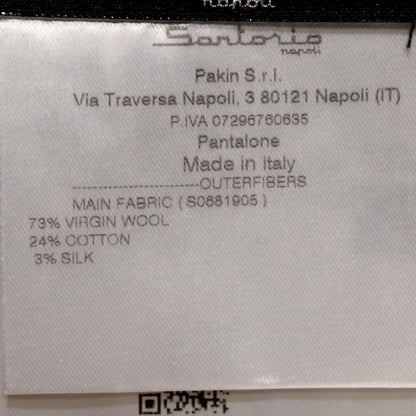 napoli
Sartorio
napoli
Pakin S.r.l.
Via Traversa Napoli, 3 80121 Napoli (IT)
P.IVA 07296760635
Pantalone
Made in italy
------------------------OUTERFIBERS
MAIN FABRIC ( S0681905 )
73% VIRGIN WOOL
24% COTTON
3% SILK